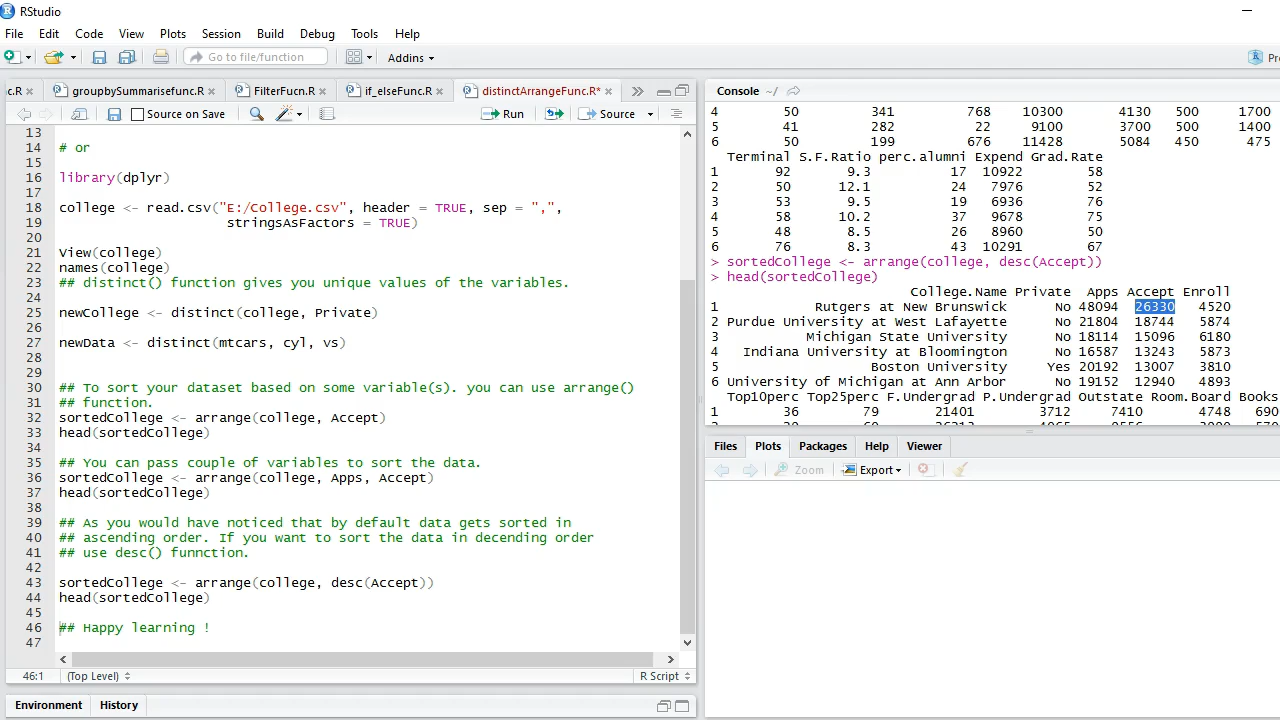 RStudio
File Edit Code View Plots Session Build Debug Tools Help
Go to file/function Addins
c.R groupbySummarisefunc.R FilterFucn.R if_elseFunc.R distinctArrangeFunc.R*
Source on Save Run Source
13
14 # or
15
16 library(dplyr)
17
18 college <- read.csv("E:/College.csv", header = TRUE, sep = ",",
19 stringsAsFactors = TRUE)
20
21 View(college)
22 names(college)
23 ## distinct() function gives you unique values of the variables.
24
25 newCollege <- distinct(college, Private)
26
27 newData <- distinct(mtcars, cyl, vs)
28
29
30 ## To sort your dataset based on some variable(s). you can use arrange()
31 ## function.
32 sortedCollege <- arrange(college, Accept)
33 head(sortedCollege)
34
35 ## You can pass couple of variables to sort the data.
36 sortedCollege <- arrange(college, Apps, Accept)
37 head(sortedCollege)
38
39 ## As you would have noticed that by default data gets sorted in
40 ## ascending order. If you want to sort the data in decending order
41 ## use desc() funnction.
42
43 sortedCollege <- arrange(college, desc(Accept))
44 head(sortedCollege)
45
46 ## Happy learning !
47
46:1 (Top Level) R Script
Environment History
Console ~/
4 50 341 768 10300 4130 500 1700
5 41 282 22 9100 3700 500 1400
6 50 199 676 11428 5084 450 475
Terminal S.F.Ratio perc.alumni Expend Grad.Rate
1 92 9.3 17 10922 58
2 50 12.1 24 7976 52
3 53 9.5 19 6936 76
4 58 10.2 37 9678 75
5 48 8.5 26 8960 50
6 76 8.3 43 10291 67
> sortedCollege <- arrange(college, desc(Accept))
> head(sortedCollege)
College.Name Private Apps Accept Enroll
1 Rutgers at New Brunswick No 48094 26330 4520
2 Purdue University at West Lafayette No 21804 18744 5874
3 Michigan State University No 18114 15096 6180
4 Indiana University at Bloomington No 16587 13243 5873
5 Boston University Yes 20192 13007 3810
6 University of Michigan at Ann Arbor No 19152 12940 4893
Top10perc Top25perc F.Undergrad P.Undergrad Outstate Room.Board Books
1 36 79 21401 3712 7410 4748 690
Files Plots Packages Help Viewer
Zoom Export